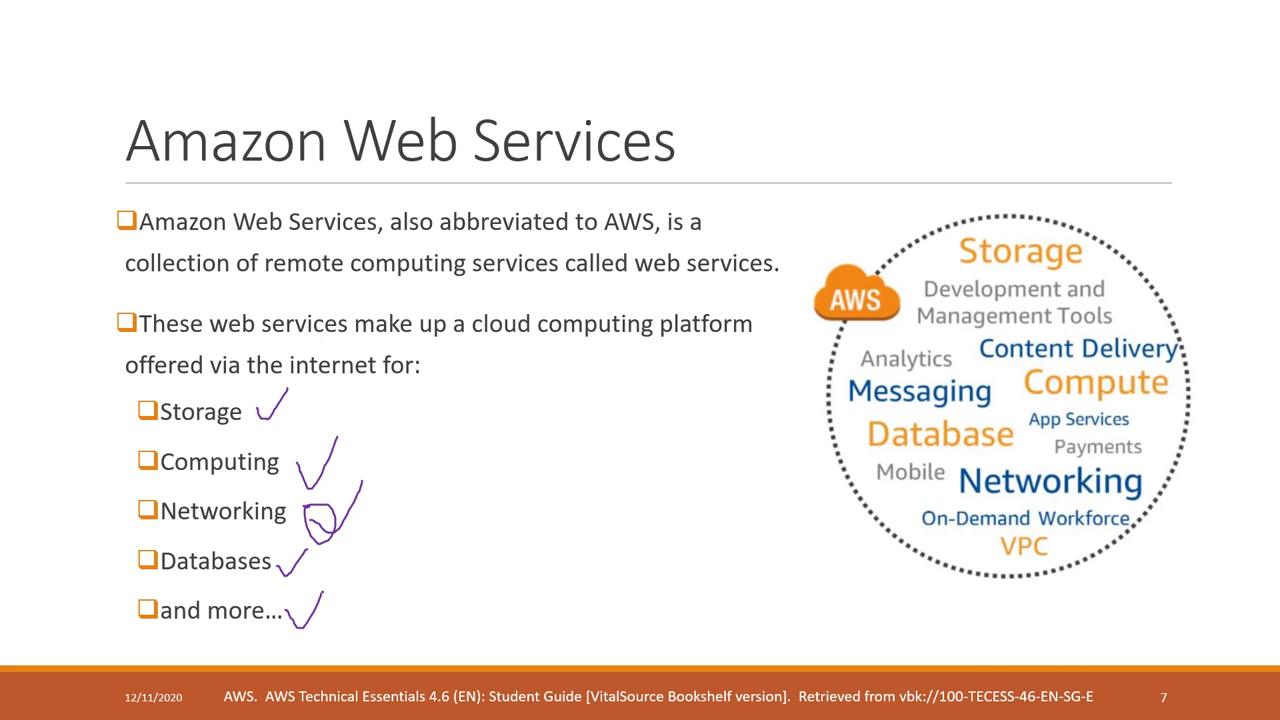 Amazon Web Services
Amazon Web Services, also abbreviated to AWS, is a
collection of remote computing services called web services.
These web services make up a cloud computing platform
offered via the internet for:
Storage
Computing
Networking
Databases
and more...
AWS
Storage
Development and
Management Tools
Analytics
Content Delivery
Messaging
Compute
App Services
Database
Payments
Mobile
Networking
On-Demand Workforce
VPC
12/11/2020
AWS. AWS Technical Essentials 4.6 (EN): Student Guide [VitalSource Bookshelf version]. Retrieved from vbk://100-TECESS-46-EN-SG-E
7